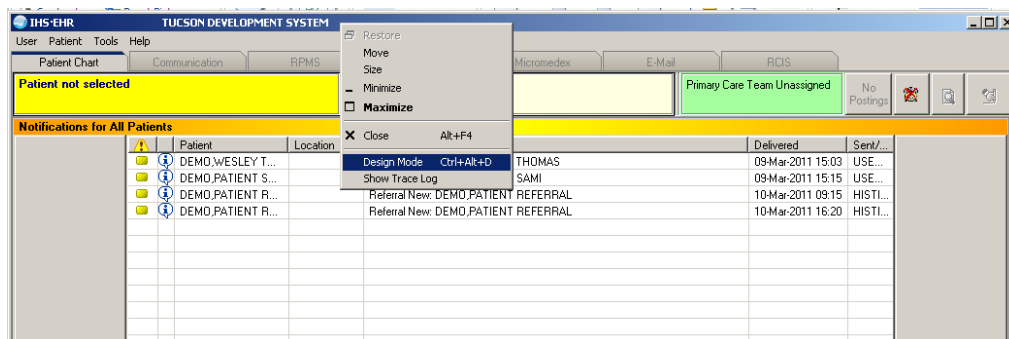 IHS-EHR TUCSON DEVELOPMENT SYSTEM
User Patient Tools Help
Patient Chart Communication RPMS Micromedex E-Mail RCIS
Patient not selected
Primary Care Team Unassigned
No Postings
Restore
Move
Size
Minimize
Maximize
Close Alt+F4
Design Mode Ctrl+Alt+D
Show Trace Log
Notifications for All Patients
Patient Location Delivered Sent/...
DEMO,WESLEY T... THOMAS 09-Mar-2011 15:03 USE...
DEMO,PATIENT S... SAMI 09-Mar-2011 15:15 USE...
DEMO,PATIENT R... Referral New: DEMO,PATIENT REFERRAL 10-Mar-2011 09:15 HISTI...
DEMO,PATIENT R... Referral New: DEMO,PATIENT REFERRAL 10-Mar-2011 16:20 HISTI...